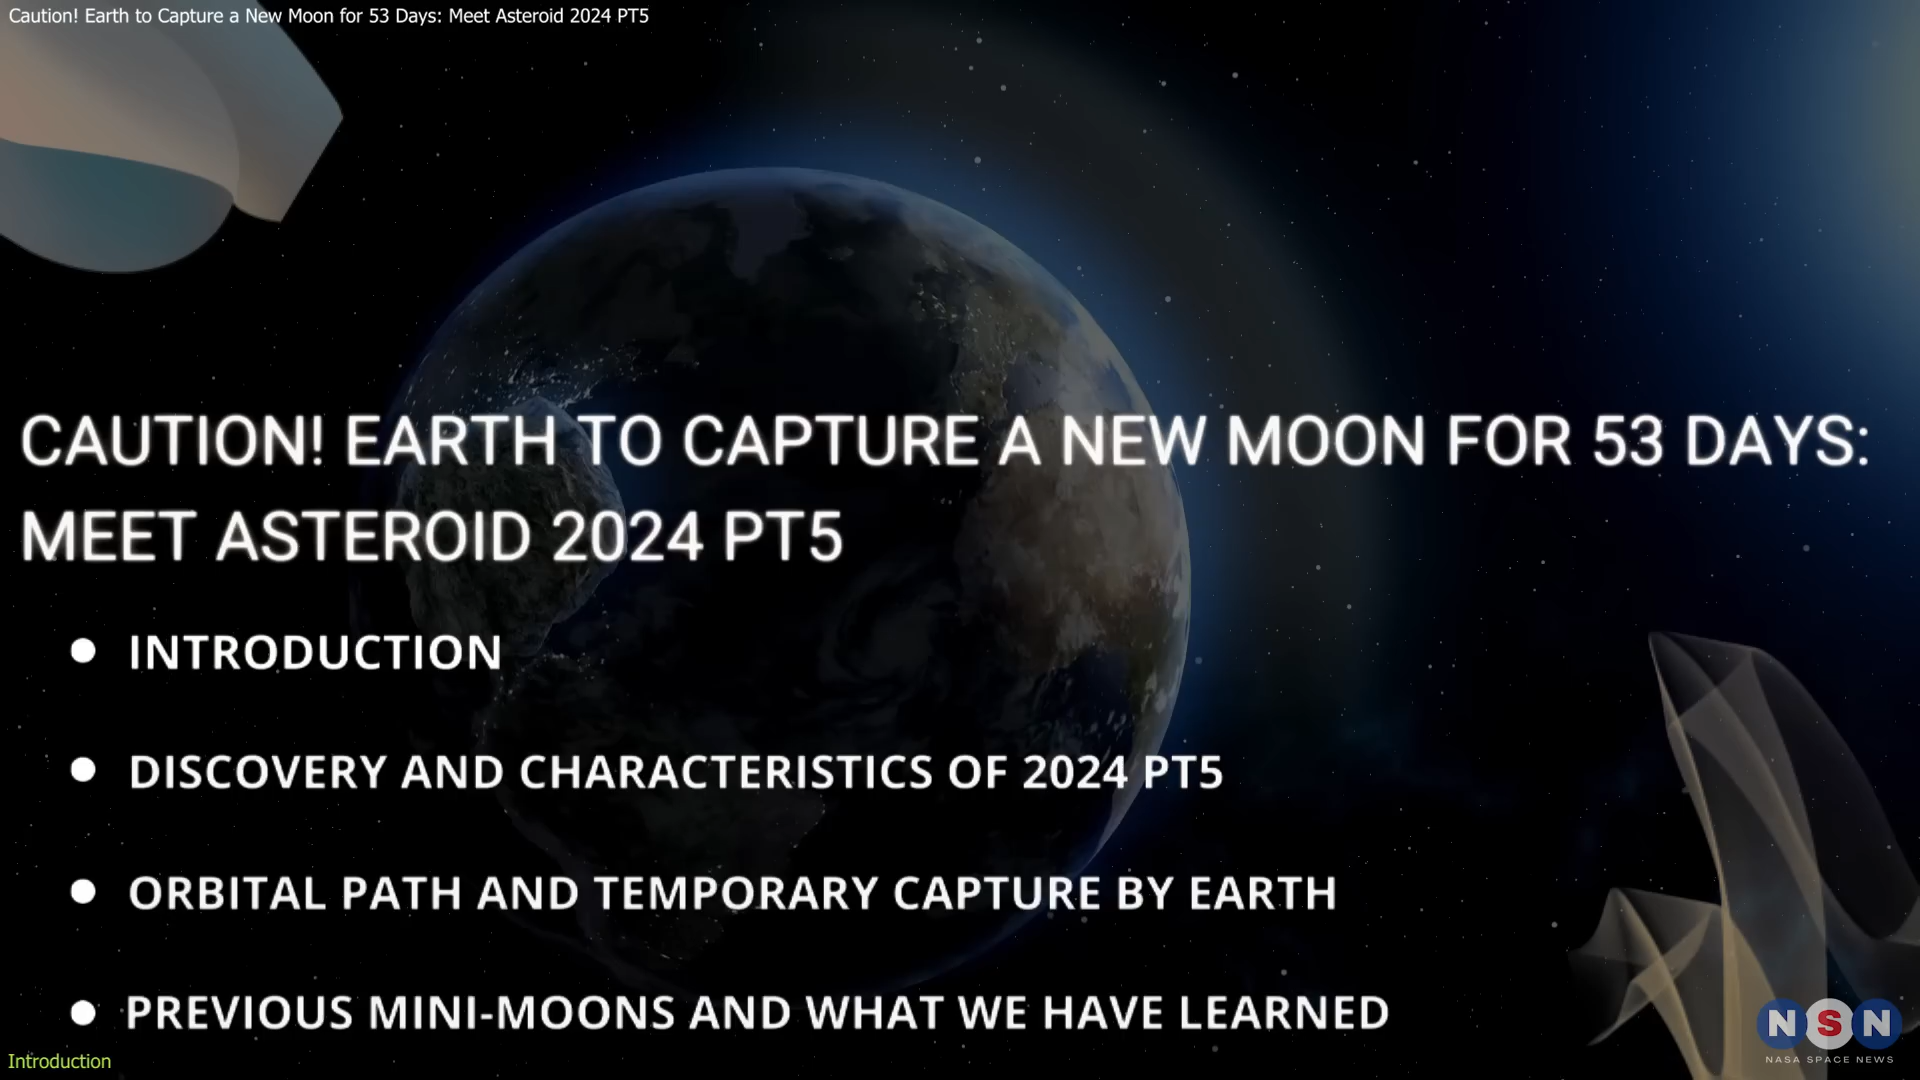 Caution! Earth to Capture a New Moon for 53 Days: Meet Asteroid 2024 PT5
CAUTION! EARTH TO CAPTURE A NEW MOON FOR 53 DAYS:
MEET ASTEROID 2024 PT5
● INTRODUCTION
● DISCOVERY AND CHARACTERISTICS OF 2024 PT5
● ORBITAL PATH AND TEMPORARY CAPTURE BY EARTH
● PREVIOUS MINI-MOONS AND WHAT WE HAVE LEARNED
NSN
NASA SPACE NEWS
Introduction